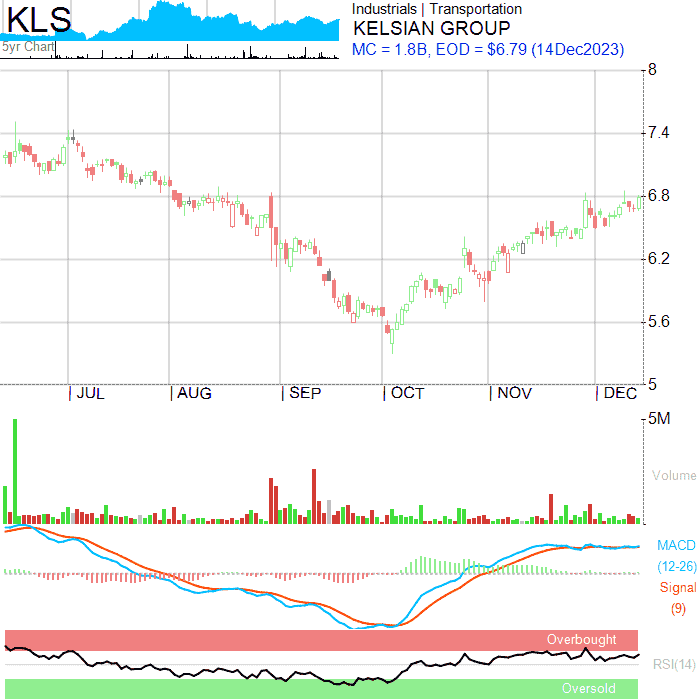 KLS
5yr Chart
Industrials | Transportation
KELSIAN GROUP
MC = 1.8B, EOD = $6.79 (14Dec2023)
8
7.4
6.8
6.2
5.6
5
JUL AUG SEP OCT NOV DEC
5M
Volume
MACD
(12-26)
Signal
(9)
Overbought
RSI(14)
Oversold